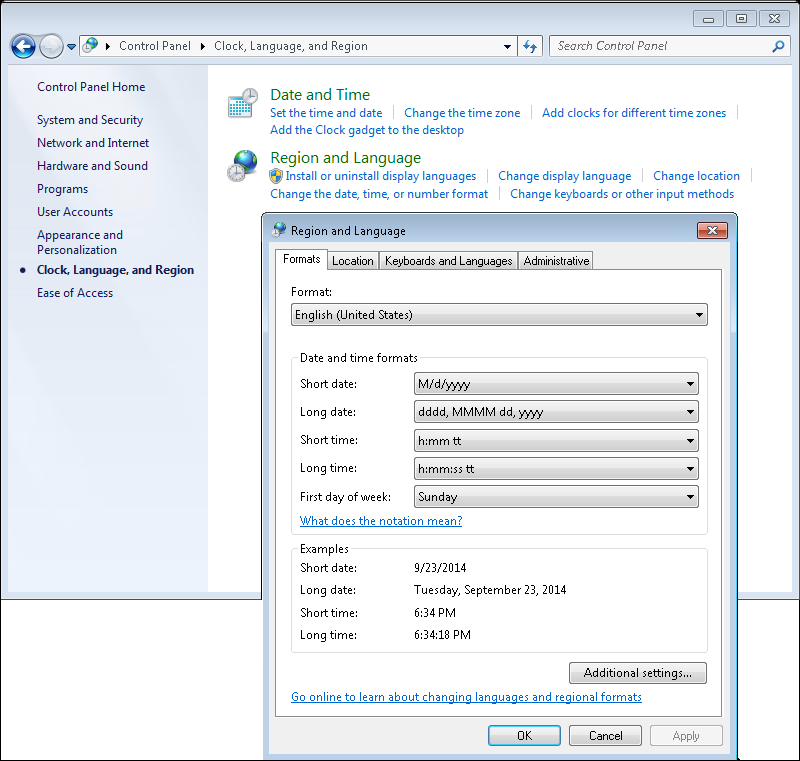 Control Panel ▸ Clock, Language, and Region
Search Control Panel
Control Panel Home
System and Security
Network and Internet
Hardware and Sound
Programs
User Accounts
Appearance and
Personalization
Clock, Language, and Region
Ease of Access
Date and Time
Set the time and date
Change the time zone
Add clocks for different time zones
Add the Clock gadget to the desktop
Region and Language
Install or uninstall display languages
Change display language
Change location
Change the date, time, or number format
Change keyboards or other input methods
Region and Language
Formats
Location
Keyboards and Languages
Administrative
Format:
English (United States)
Date and time formats
Short date: M/d/yyyy
Long date: dddd, MMMM dd, yyyy
Short time: h:mm tt
Long time: h:mm:ss tt
First day of week: Sunday
What does the notation mean?
Examples
Short date: 9/23/2014
Long date: Tuesday, September 23, 2014
Short time: 6:34 PM
Long time: 6:34:18 PM
Additional settings...
Go online to learn about changing languages and regional formats
OK
Cancel
Apply